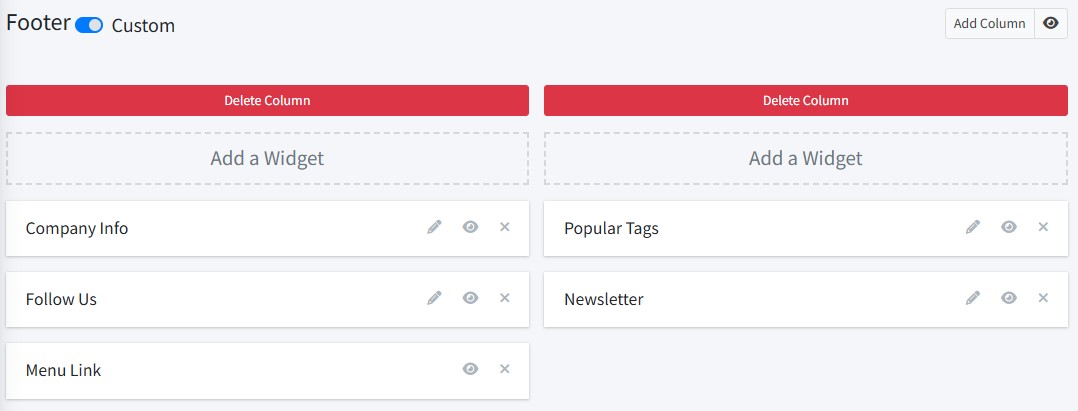 Footer Custom
Add Column
Delete Column
Add a Widget
Company Info
Follow Us
Menu Link
Delete Column
Add a Widget
Popular Tags
Newsletter